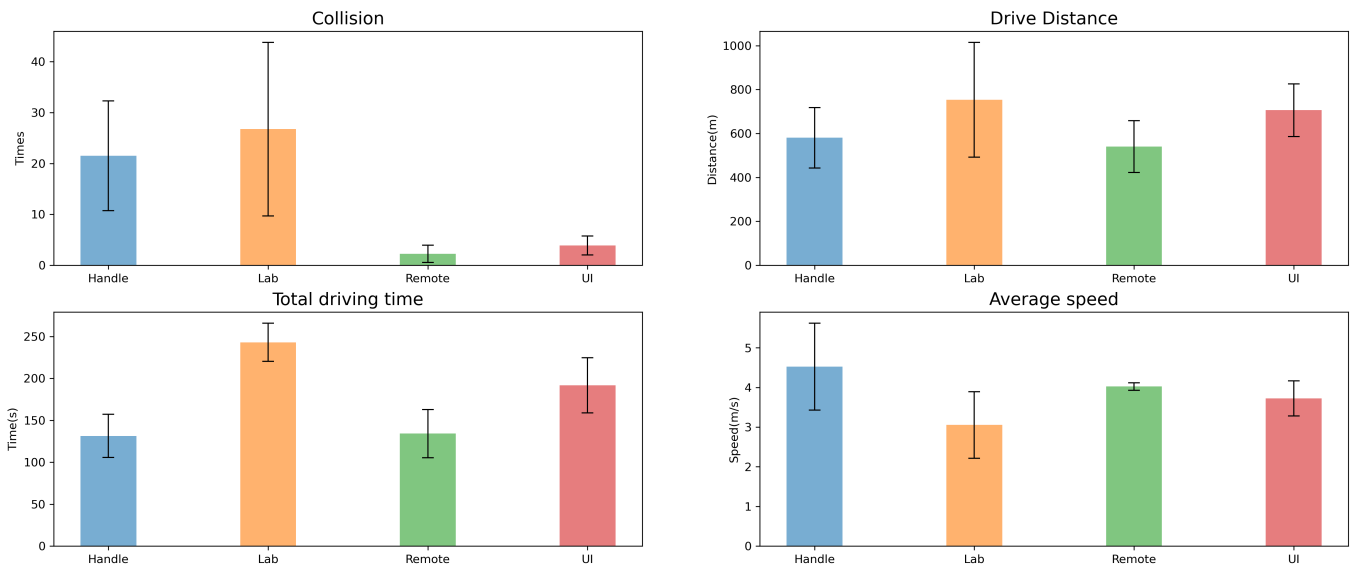 Collision
Times
40
30
20
10
0
Handle Lab Remote UI
Drive Distance
Distance(m)
1000
800
600
400
200
0
Handle Lab Remote UI
Total driving time
Time(s)
250
200
150
100
50
0
Handle Lab Remote UI
Average speed
Speed(m/s)
5
4
3
2
1
0
Handle Lab Remote UI